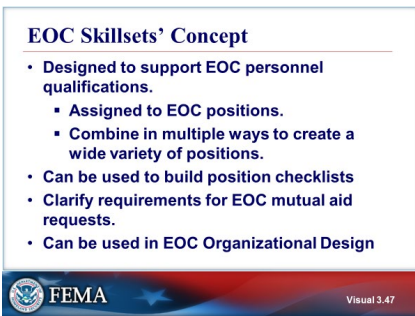 EOC Skillsets' Concept
• Designed to support EOC personnel
qualifications.
▪ Assigned to EOC positions.
▪ Combine in multiple ways to create a
wide variety of positions.
• Can be used to build position checklists
• Clarify requirements for EOC mutual aid
requests.
• Can be used in EOC Organizational Design
FEMA
Visual 3.47